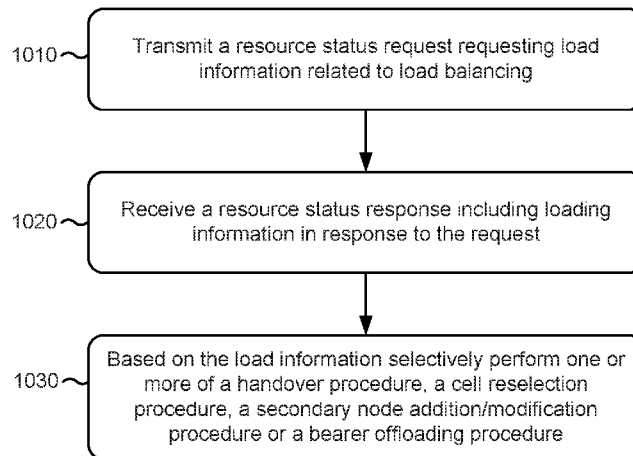 1010
Transmit a resource status request requesting load
information related to load balancing
1020
Receive a resource status response including loading
information in response to the request
1030
Based on the load information selectively perform one or
more of a handover procedure, a cell reselection
procedure, a secondary node addition/modification
procedure or a bearer offloading procedure